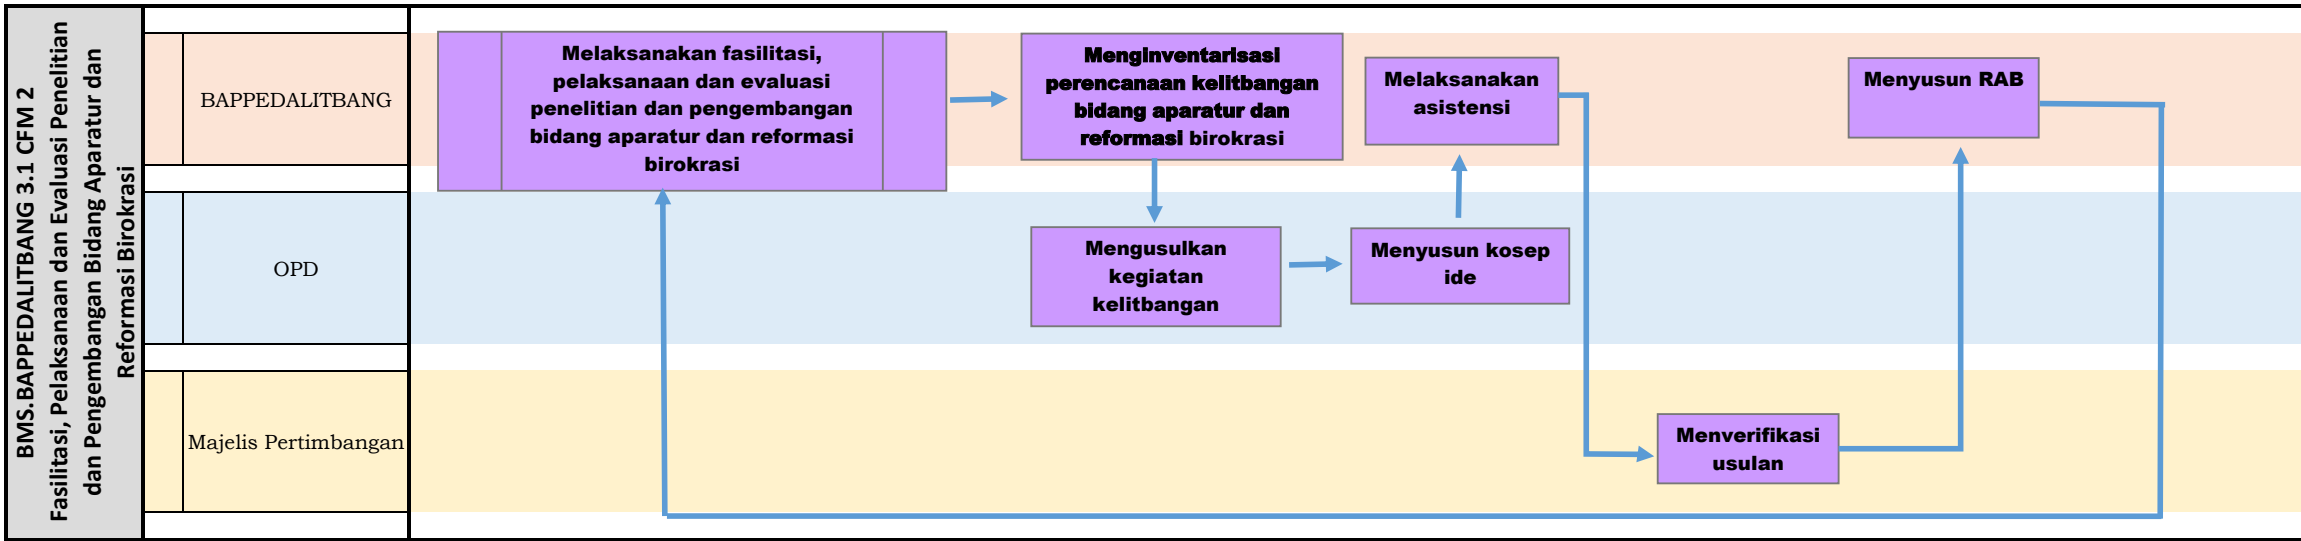 BMS.BAPPEDALITBANG 3.1 CFM 2
Fasilitasi, Pelaksanaan dan Evaluasi Penelitian
dan Pengembangan Bidang Aparatur dan
Reformasi Birokrasi
BAPPEDALITBANG
Melaksanakan fasilitasi,
pelaksanaan dan evaluasi
penelitian dan pengembangan
bidang aparatur dan reformasi
birokrasi
Menginventarisasi
perencanaan kelitbangan
bidang aparatur dan
reformasi birokrasi
Melaksanakan
asistensi
Menyusun RAB
OPD
Mengusulkan
kegiatan
kelitbangan
Menyusun kosep
ide
Majelis Pertimbangan
Menverifikasi
usulan